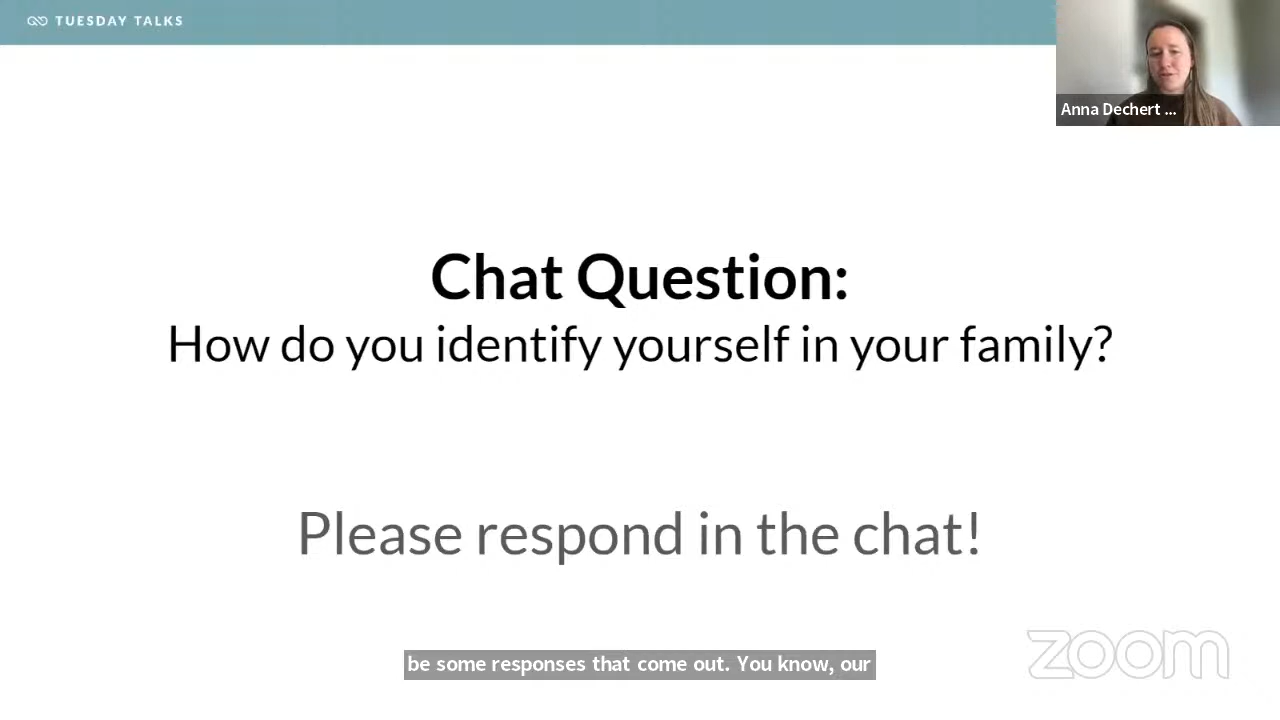 TUESDAY TALKS
Anna Dechert ...
Chat Question:
How do you identify yourself in your family?
Please respond in the chat!
zoom
be some responses that come out. You know, our